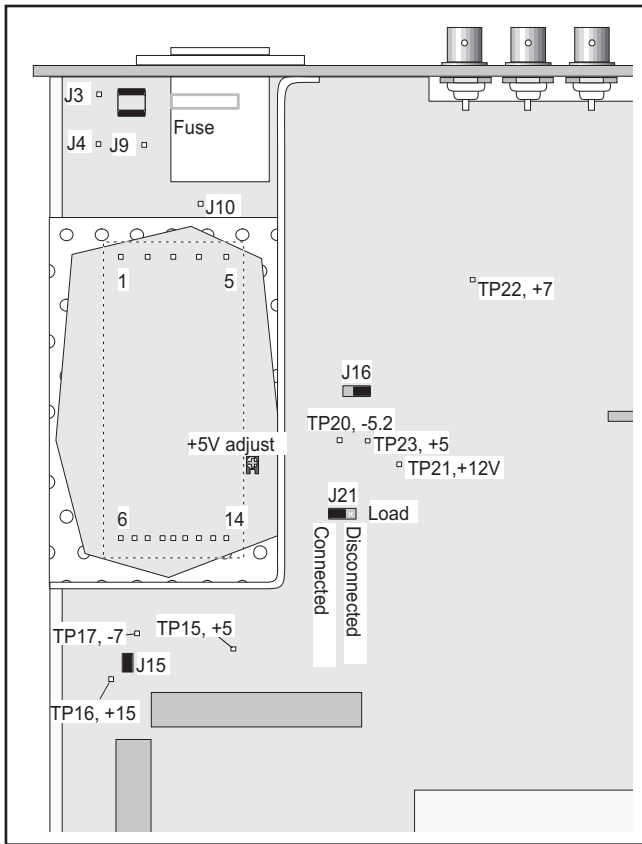 J3
Fuse
J4 J9
J10
1 5
TP22, +7
J16
TP20, -5.2
+5V adjust
TP23, +5
TP21,+12V
J21
6 14
Load
Connected
Disconnected
TP17, -7
TP15, +5
J15
TP16, +15